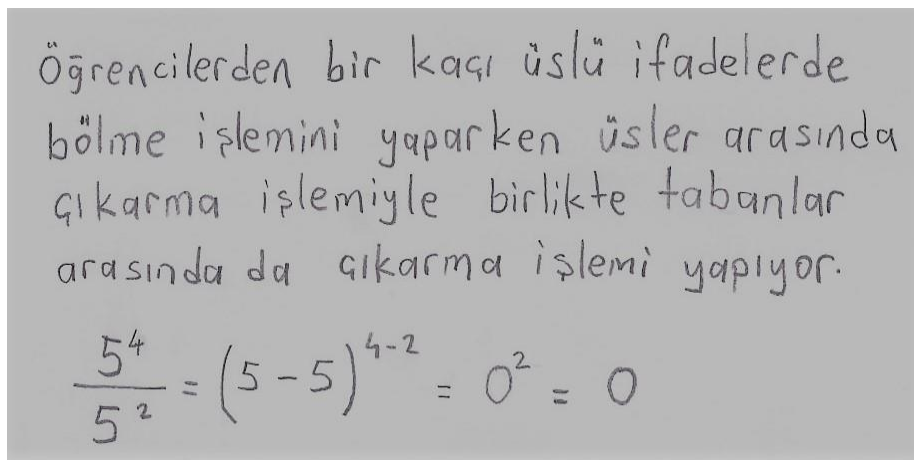 Öğrencilerden bir kaçı üslü ifadelerde
bölme işlemini yaparken üsler arasında
çıkarma işlemiyle birlikte tabanlar
arasında da çıkarma işlemi yapıyor.
5⁴/5² = (5-5)⁴⁻² = 0² = 0